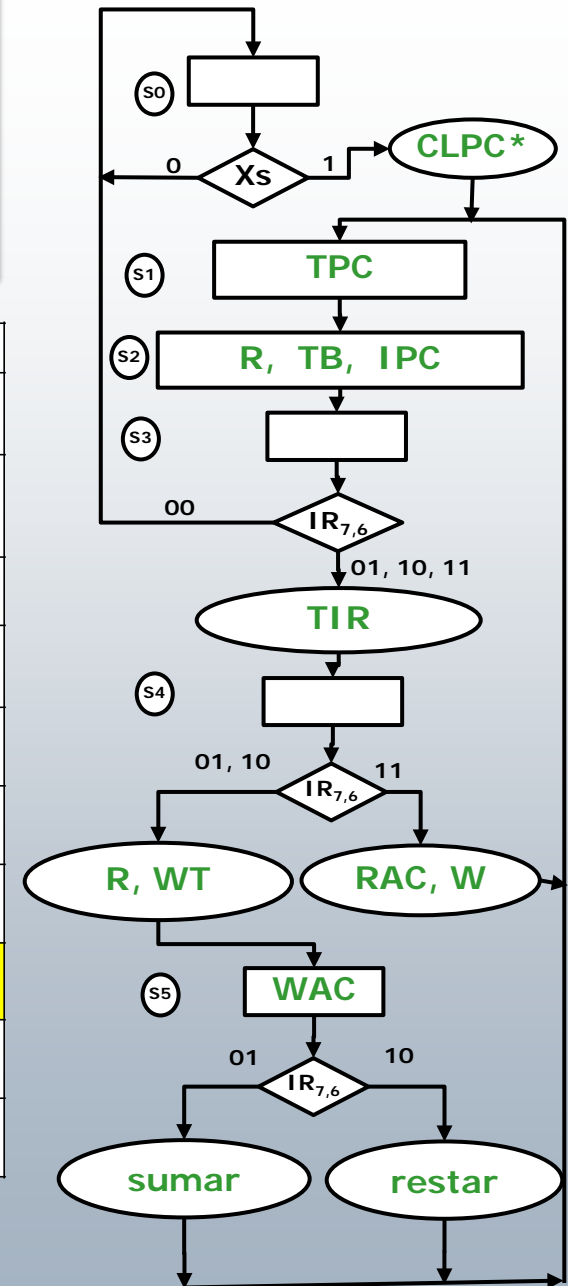 S0
0 Xs 1 CLPC*
S1 TPC
S2 R, TB, IPC
S3
00 IR7,6
01, 10, 11
TIR
S4
01, 10 IR7,6 11
R, WT RAC, W
S5 WAC
01 IR7,6 10
sumar restar